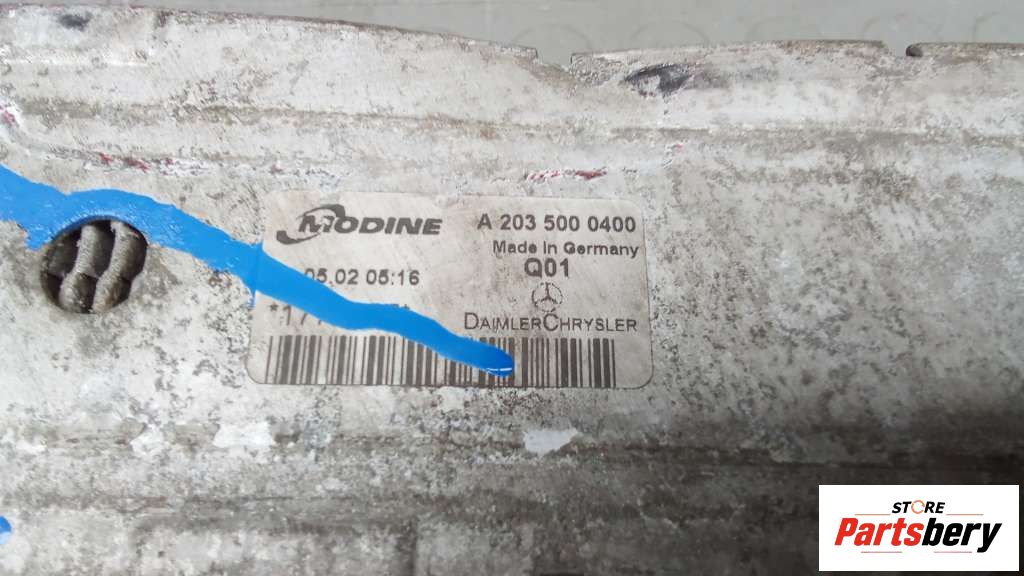 MODINE
A 203 500 0400
Made in Germany
Q01
05.02 05:16
DAIMLERCHRYSLER
STORE
Partsbery